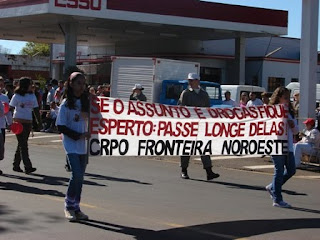 ESSO
SE O ASSUNTO É DROGAS FIQUE
ESPERTO: PASSE LONGE DELAS
CRPO FRONTEIRA NOROESTE